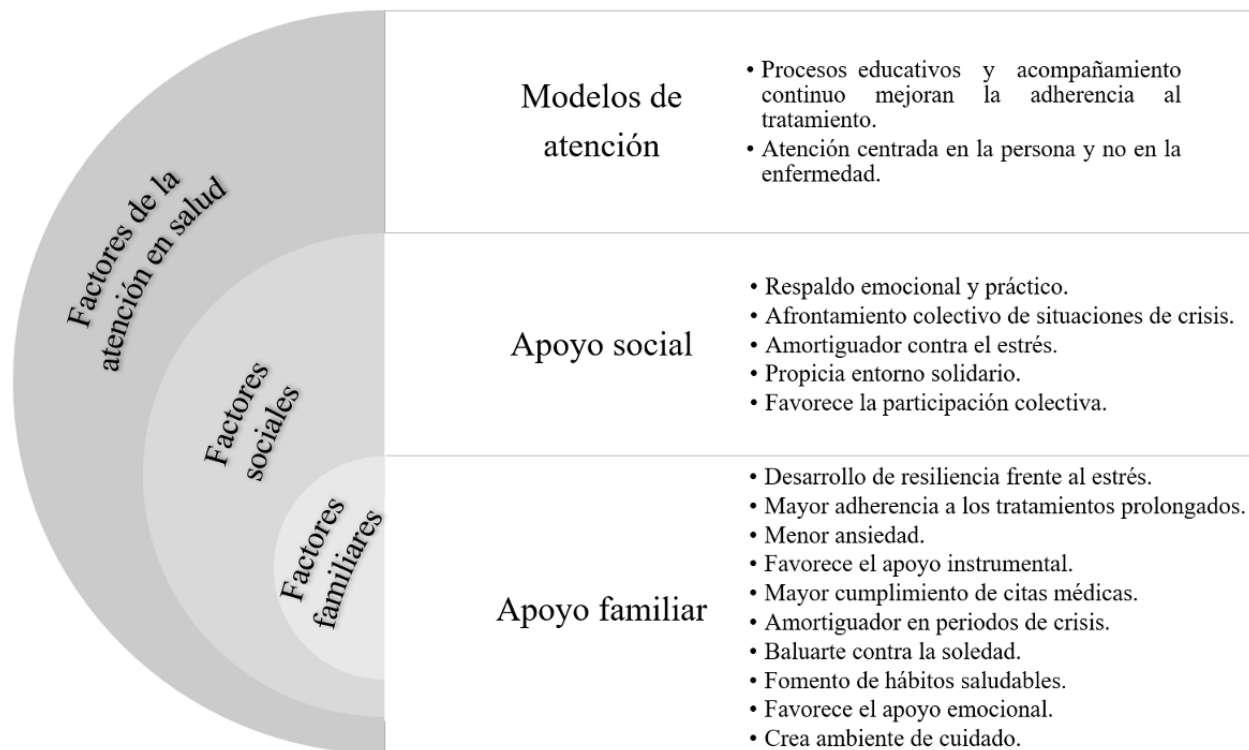 Factores de la
atención en salud
Modelos de
atención
• Procesos educativos y acompañamiento
continuo mejoran la adherencia al
tratamiento.
• Atención centrada en la persona y no en la
enfermedad.
Factores
sociales
Apoyo social
• Respaldo emocional y práctico.
• Afrontamiento colectivo de situaciones de crisis.
• Amortiguador contra el estrés.
• Propicia entorno solidario.
• Favorece la participación colectiva.
Factores
familiares
Apoyo familiar
• Desarrollo de resiliencia frente al estrés.
• Mayor adherencia a los tratamientos prolongados.
• Menor ansiedad.
• Favorece el apoyo instrumental.
• Mayor cumplimiento de citas médicas.
• Amortiguador en periodos de crisis.
• Baluarte contra la soledad.
• Fomento de hábitos saludables.
• Favorece el apoyo emocional.
• Crea ambiente de cuidado.